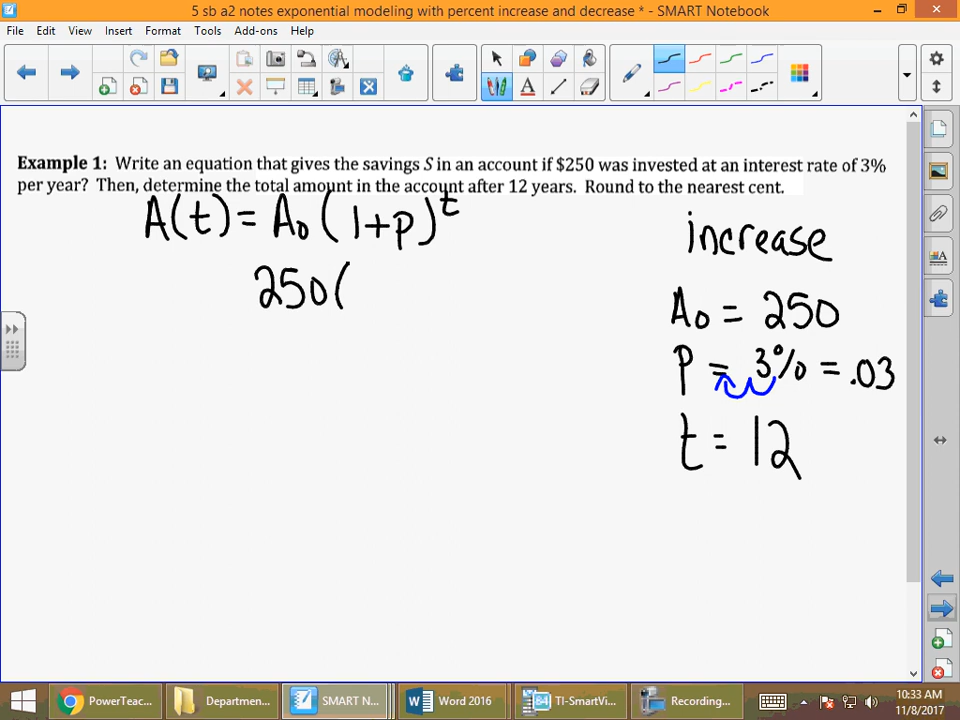 5 sb a2 notes exponential modeling with percent increase and decrease * - SMART Notebook
File Edit View Insert Format Tools Add-ons Help
Example 1: Write an equation that gives the savings S in an account if $250 was invested at an interest rate of 3%
per year? Then, determine the total amount in the account after 12 years. Round to the nearest cent.
A(t) = A₀ (1+p)ᵗ
increase
250(
A₀ = 250
P = 3% = .03
t = 12
PowerTeac... Departmen... SMART N... Word 2016 TI-SmartVi... Recording...
10:33 AM
11/8/2017